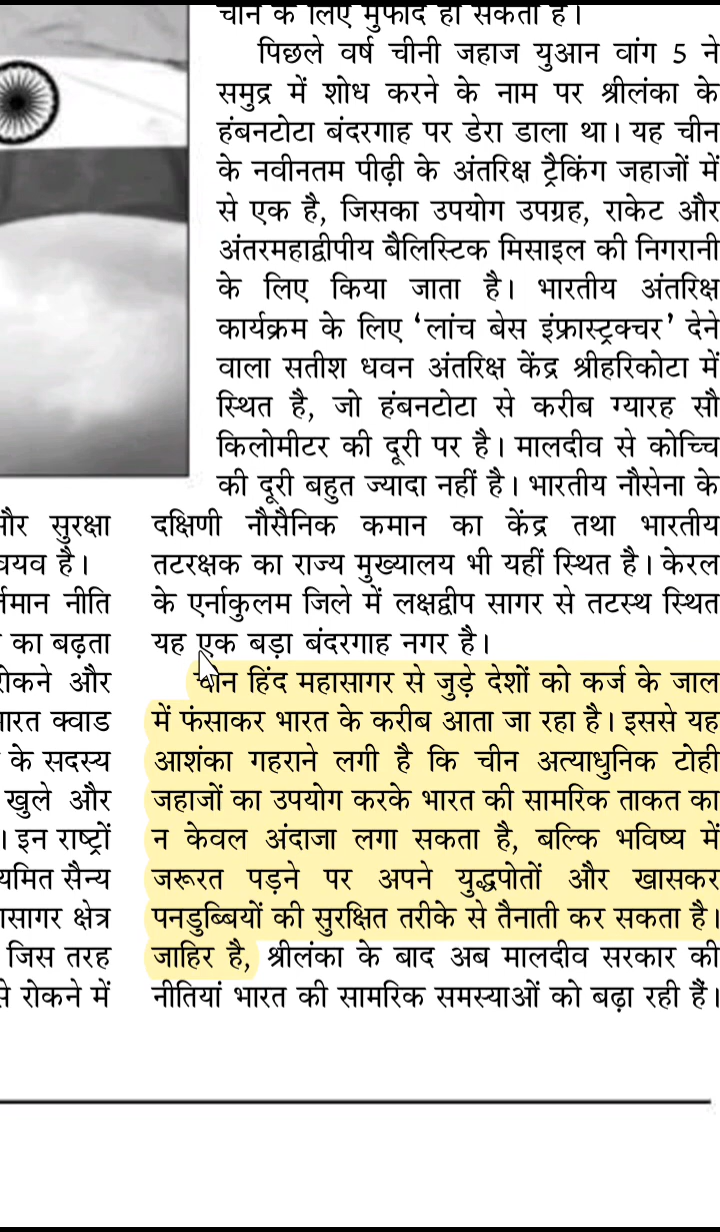 चीन के लिए मुफीद हो सकता है।
पिछले वर्ष चीनी जहाज युआन वांग 5 ने
समुद्र में शोध करने के नाम पर श्रीलंका के
हंबनटोटा बंदरगाह पर डेरा डाला था। यह चीन
के नवीनतम पीढ़ी के अंतरिक्ष ट्रैकिंग जहाजों में
से एक है, जिसका उपयोग उपग्रह, राकेट और
अंतरमहाद्वीपीय बैलिस्टिक मिसाइल की निगरानी
के लिए किया जाता है। भारतीय अंतरिक्ष
कार्यक्रम के लिए ‘लांच बेस इंफ्रास्ट्रक्चर’ देने
वाला सतीश धवन अंतरिक्ष केंद्र श्रीहरिकोटा में
स्थित है, जो हंबनटोटा से करीब ग्यारह सौ
किलोमीटर की दूरी पर है। मालदीव से कोच्चि
की दूरी बहुत ज्यादा नहीं है। भारतीय नौसेना के
दक्षिणी नौसैनिक कमान का केंद्र तथा भारतीय
तटरक्षक का राज्य मुख्यालय भी यहीं स्थित है। केरल
के एर्नाकुलम जिले में लक्षद्वीप सागर से तटस्थ स्थित
यह एक बड़ा बंदरगाह नगर है।
चीन हिंद महासागर से जुड़े देशों को कर्ज के जाल
में फंसाकर भारत के करीब आता जा रहा है। इससे यह
आशंका गहराने लगी है कि चीन अत्याधुनिक टोही
जहाजों का उपयोग करके भारत की सामरिक ताकत का
न केवल अंदाजा लगा सकता है, बल्कि भविष्य में
जरूरत पड़ने पर अपने युद्धपोतों और खासकर
पनडुब्बियों की सुरक्षित तरीके से तैनाती कर सकता है।
जाहिर है, श्रीलंका के बाद अब मालदीव सरकार की
नीतियां भारत की सामरिक समस्याओं को बढ़ा रही हैं।
और सुरक्षा
है।
नीति
का बढ़ता
रोकने और
भारत क्वाड
के सदस्य
खुले और
। इन राष्ट्रों
सैन्य
क्षेत्र
जिस तरह
से रोकने में